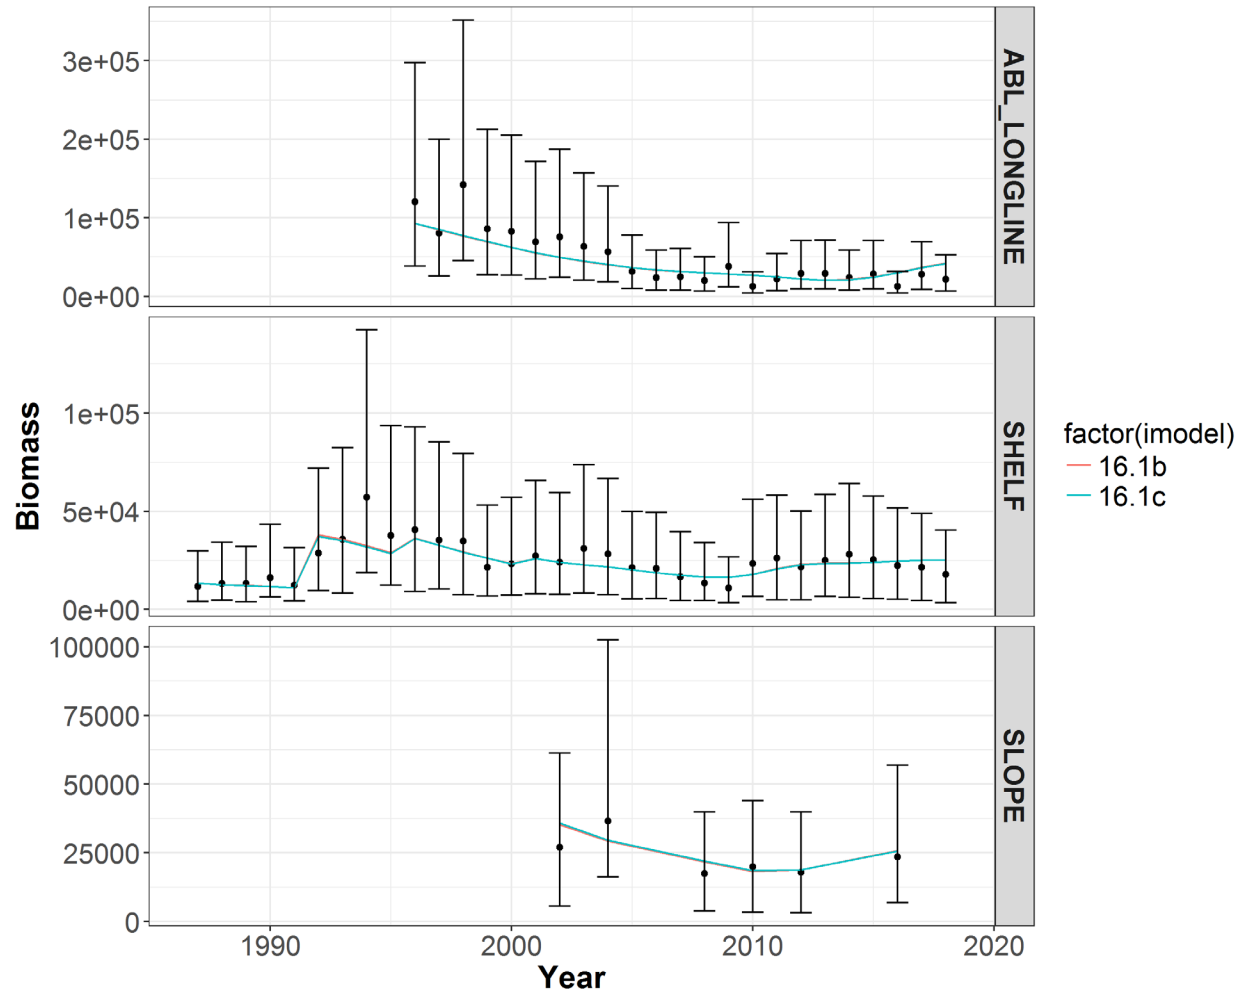 3e+05
2e+05
1e+05
0e+00
ABL_LONGLINE
1e+05
5e+04
0e+00
SHELF
100000
75000
50000
25000
0
SLOPE
1990
2000
2010
2020
Year
Biomass
factor(imodel)
16.1b
16.1c